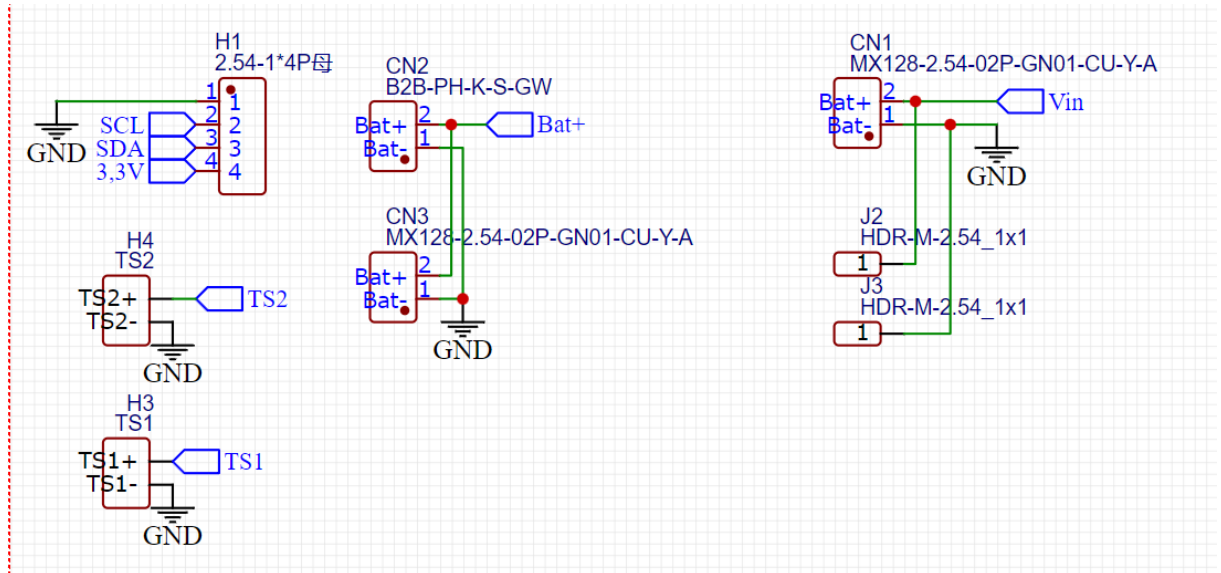 H1
2.54-1*4P母
1 1
SCL 2 2
SDA 3 3
3,3V 4 4
GND
CN2
B2B-PH-K-S-GW
Bat+ 2
Bat- 1
Bat+
CN3
MX128-2.54-02P-GN01-CU-Y-A
Bat+ 2
Bat- 1
GND
CN1
MX128-2.54-02P-GN01-CU-Y-A
Bat+ 2
Bat- 1
Vin
GND
J2
HDR-M-2.54_1x1
1
J3
HDR-M-2.54_1x1
1
H4
TS2
TS2+ TS2
TS2-
GND
H3
TS1
TS1+ TS1
TS1-
GND